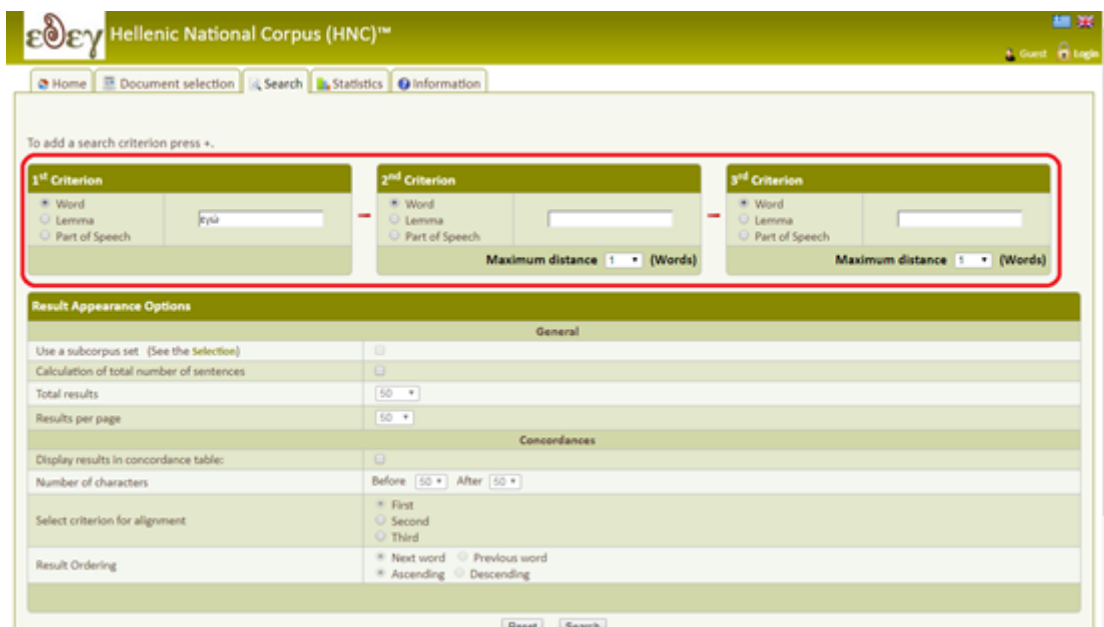 εθεγ Hellenic National Corpus (HNC)™
Guest Login
Home Document selection Search Statistics Information
To add a search criterion press +.
1st Criterion 2nd Criterion 3rd Criterion
Word Word Word
Lemma εγώ Lemma Lemma
Part of Speech Part of Speech Part of Speech
Maximum distance 1 (Words) Maximum distance 1 (Words)
Result Appearance Options
General
Use a subcorpus set (See the Selection)
Calculation of total number of sentences
Total results 50
Results per page 50
Concordances
Display results in concordance table:
Number of characters Before 50 After 50
Select criterion for alignment
First
Second
Third
Result Ordering
Next word Previous word
Ascending Descending
Reset Search